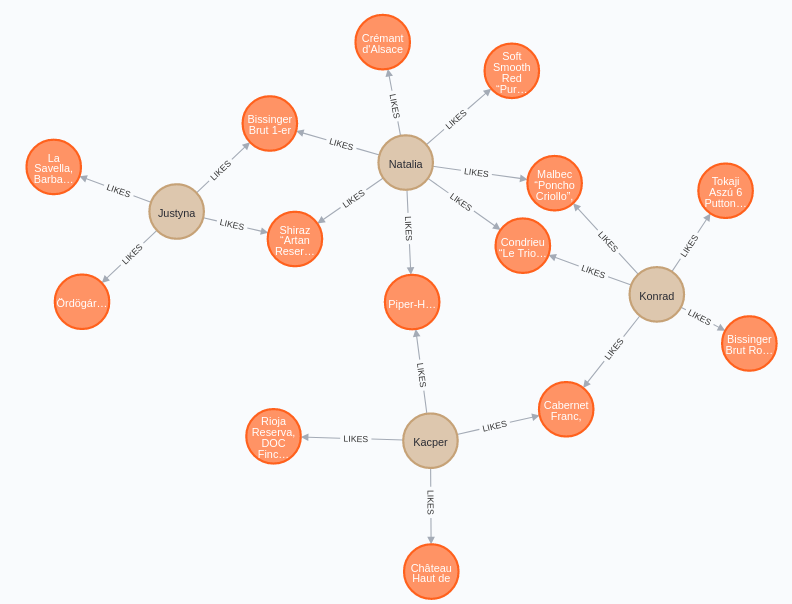 Crémant
d'Alsace
LIKES
Soft
Smooth
Red
"Pur…
LIKES
Bissinger
Brut 1-er
LIKES
Natalia
La
Savella,
Barba…
LIKES
LIKES
Justyna
LIKES
Malbec
"Poncho
Criollo",
Tokaji
Aszú 6
Putton…
LIKES
LIKES
LIKES
Shiraz
"Artan
Reser…
LIKES
LIKES
Condrieu
"Le Trio…
LIKES
LIKES
LIKES
LIKES
Konrad
Ördögár…
Piper-H…
LIKES
Bissinger
Brut Ro…
LIKES
LIKES
Cabernet
Franc,
Rioja
Reserva,
DOC
Finc…
LIKES
Kacper
LIKES
LIKES
Château
Haut de